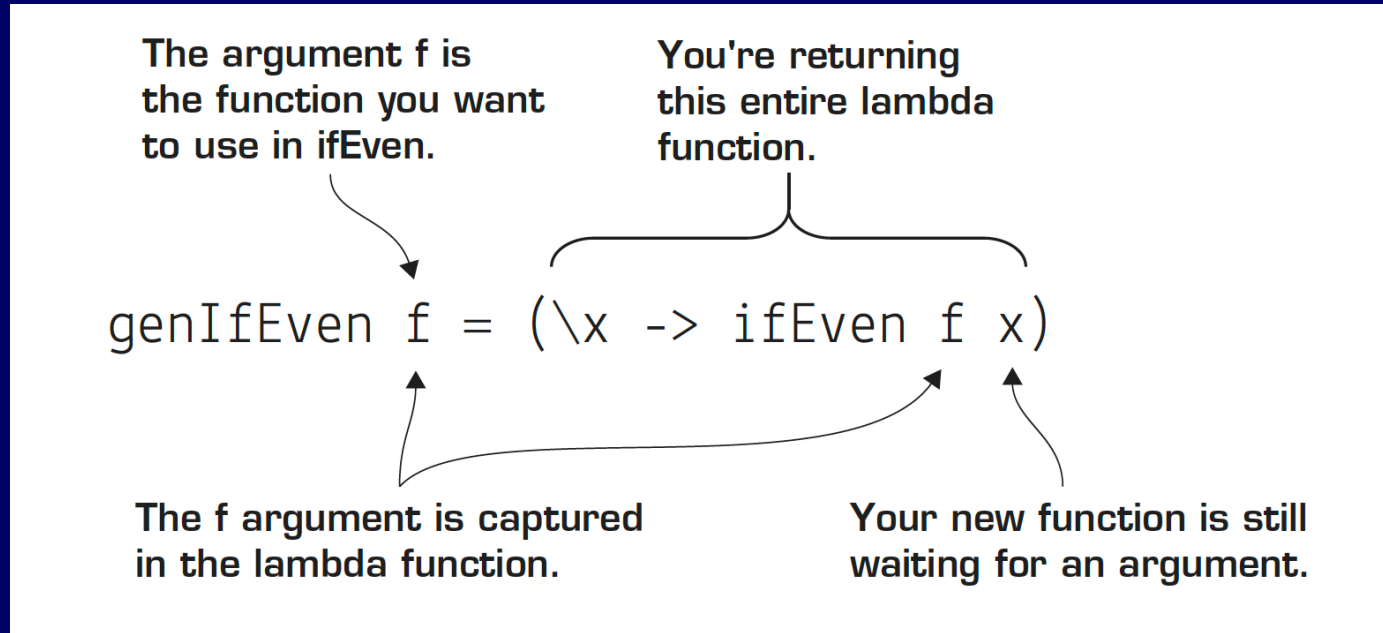 The argument f is
the function you want
to use in ifEven.
You're returning
this entire lambda
function.
genIfEven f = (\x -> ifEven f x)
The f argument is captured
in the lambda function.
Your new function is still
waiting for an argument.